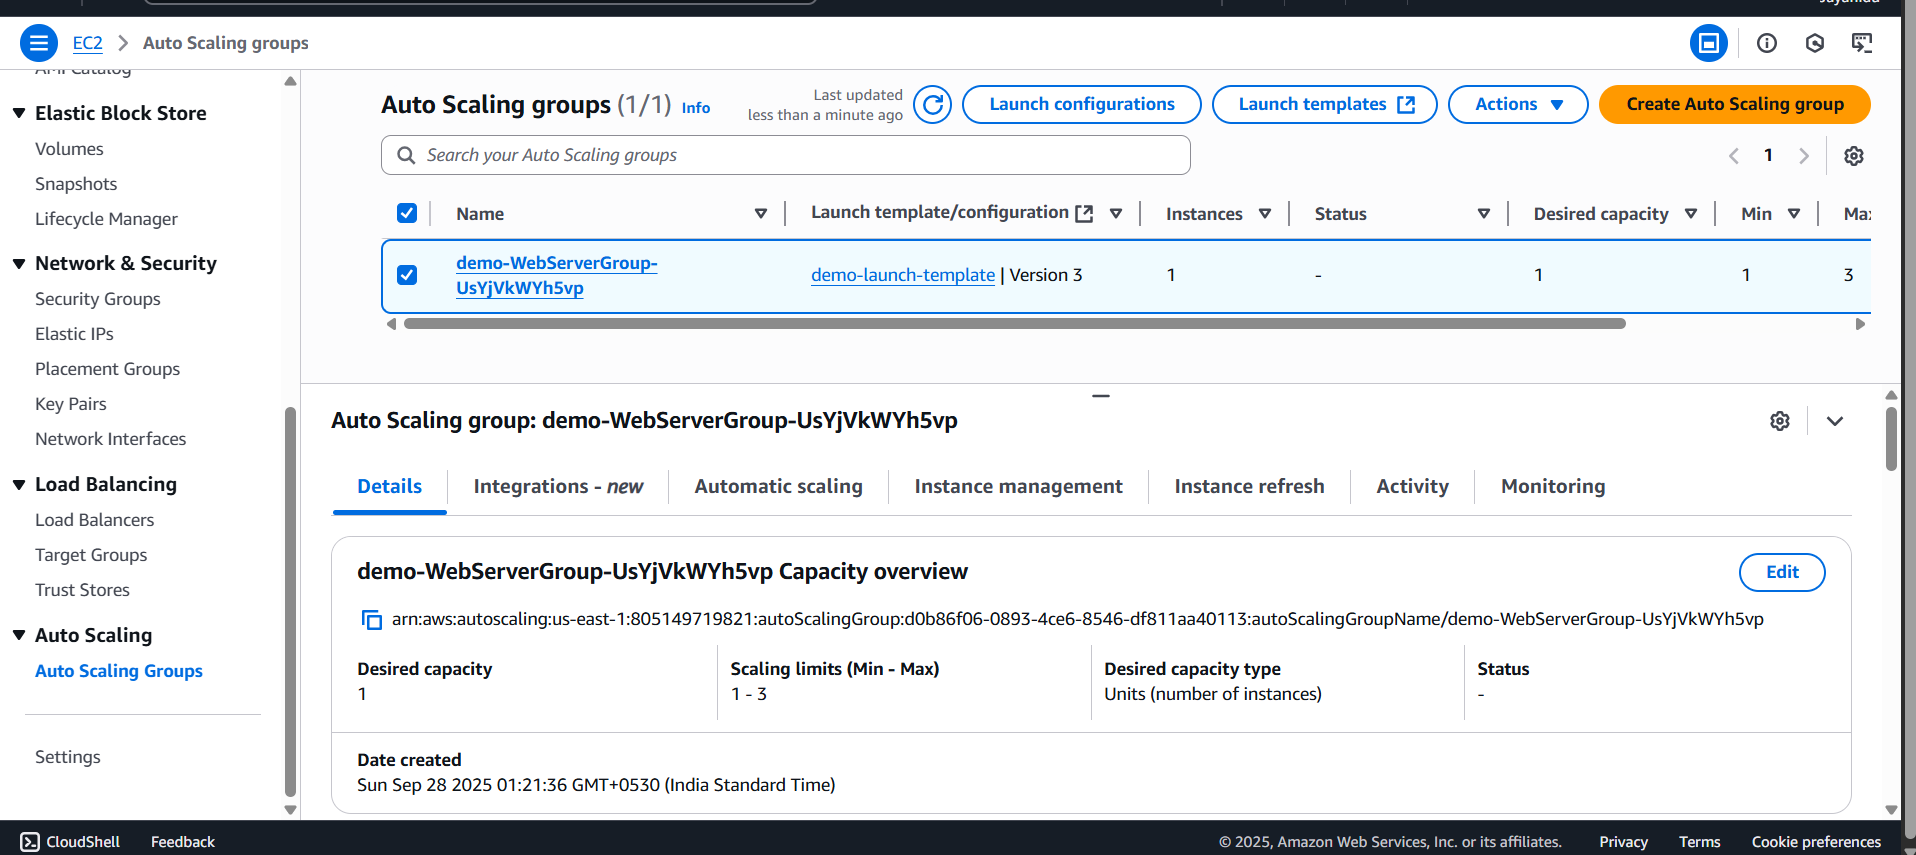 EC2 Auto Scaling groups
AMI Catalog
Elastic Block Store
Volumes
Snapshots
Lifecycle Manager
Network & Security
Security Groups
Elastic IPs
Placement Groups
Key Pairs
Network Interfaces
Load Balancing
Load Balancers
Target Groups
Trust Stores
Auto Scaling
Auto Scaling Groups
Settings
Auto Scaling groups (1/1) Info
Last updated
less than a minute ago
Launch configurations
Launch templates
Actions
Create Auto Scaling group
Search your Auto Scaling groups
1
Name Launch template/configuration Instances Status Desired capacity Min Max
demo-WebServerGroup-
UsYjVkWYh5vp
demo-launch-template | Version 3 1 - 1 1 3
Auto Scaling group: demo-WebServerGroup-UsYjVkWYh5vp
Details Integrations - new Automatic scaling Instance management Instance refresh Activity Monitoring
demo-WebServerGroup-UsYjVkWYh5vp Capacity overview
Edit
arn:aws:autoscaling:us-east-1:805149719821:autoScalingGroup:d0b86f06-0893-4ce6-8546-df811aa40113:autoScalingGroupName/demo-WebServerGroup-UsYjVkWYh5vp
Desired capacity
1
Scaling limits (Min - Max)
1 - 3
Desired capacity type
Units (number of instances)
Status
-
Date created
Sun Sep 28 2025 01:21:36 GMT+0530 (India Standard Time)
CloudShell Feedback © 2025, Amazon Web Services, Inc. or its affiliates. Privacy Terms Cookie preferences